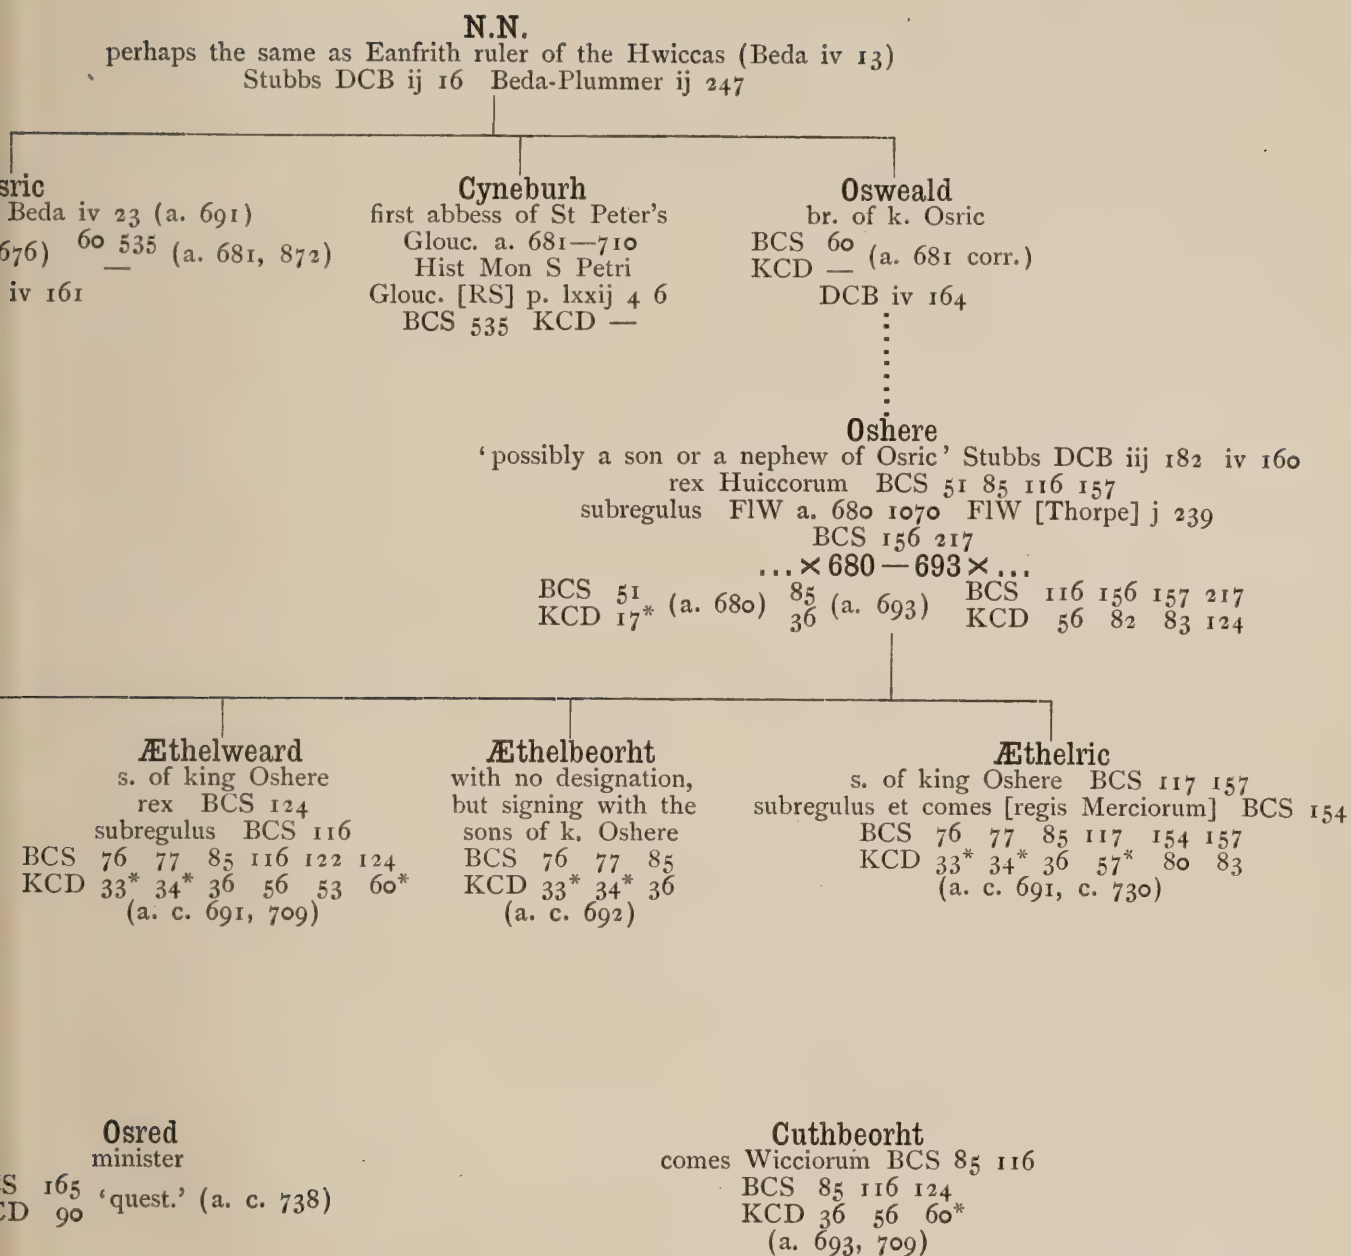 N.N.
perhaps the same as Eanfrith ruler of the Hwiccas (Beda iv 13)
Stubbs DCB ij 16 Beda-Plummer ij 247
sric
Beda iv 23 (a. 691)
676) 60 535 (a. 681, 872)
—
iv 161
Cyneburh
first abbess of St Peter's
Glouc. a. 681—710
Hist Mon S Petri
Glouc. [RS] p. lxxij 4 6
BCS 535 KCD —
Osweald
br. of k. Osric
BCS 60
KCD — (a. 681 corr.)
DCB iv 164
Oshere
'possibly a son or a nephew of Osric' Stubbs DCB iij 182 iv 160
rex Huiccorum BCS 51 85 116 157
subregulus FlW a. 680 1070 FlW [Thorpe] j 239
BCS 156 217
...×680—693×...
BCS 51 (a. 680) 85 (a. 693) BCS 116 156 157 217
KCD 17* 36 KCD 56 82 83 124
Æthelweard
s. of king Oshere
rex BCS 124
subregulus BCS 116
BCS 76 77 85 116 122 124
KCD 33* 34* 36 56 53 60*
(a. c. 691, 709)
Æthelbeorht
with no designation,
but signing with the
sons of k. Oshere
BCS 76 77 85
KCD 33* 34* 36
(a. c. 692)
Æthelric
s. of king Oshere BCS 117 157
subregulus et comes [regis Merciorum] BCS 154
BCS 76 77 85 117 154 157
KCD 33* 34* 36 57* 80 83
(a. c. 691, c. 730)
Osred
minister
S 165 'quest.' (a. c. 738)
CD 90
Cuthbeorht
comes Wicciorum BCS 85 116
BCS 85 116 124
KCD 36 56 60*
(a. 693, 709)